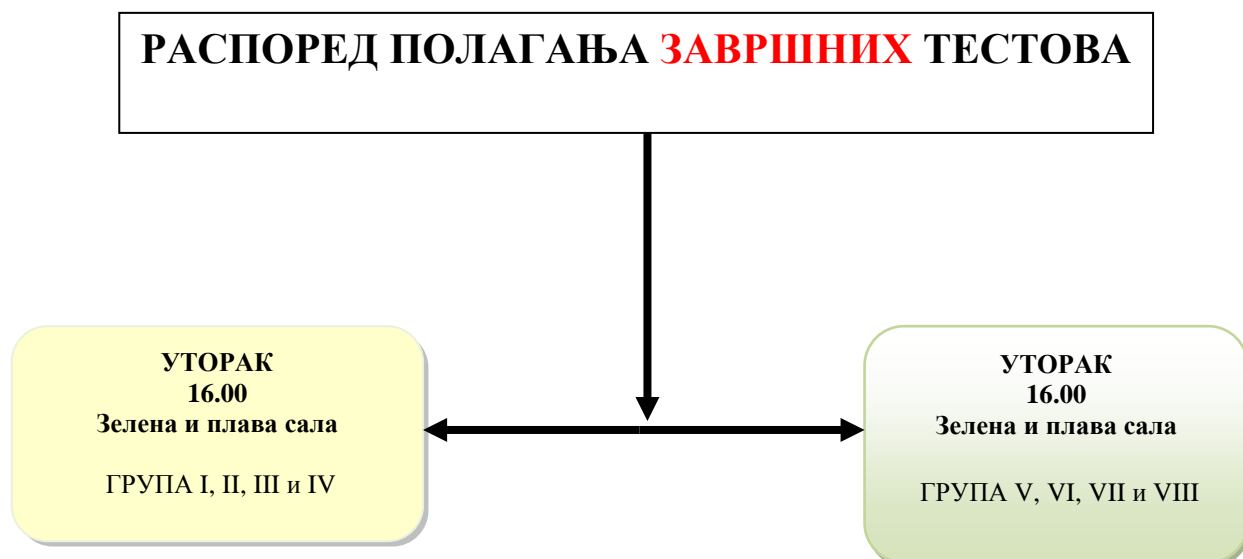 РАСПОРЕД ПОЛАГАЊА ЗАВРШНИХ ТЕСТОВА
УТОРАК
16.00
Зелена и плава сала
ГРУПА I, II, III и IV
УТОРАК
16.00
Зелена и плава сала
ГРУПА V, VI, VII и VIII